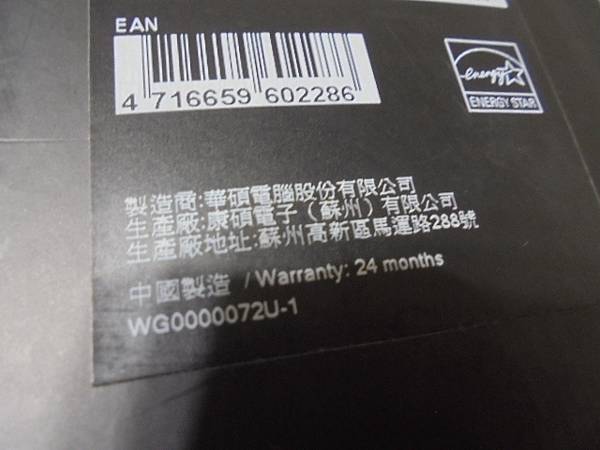 EAN
4 716659 602286
energy
ENERGY STAR
製造商:華碩電腦股份有限公司
生產廠:康碩電子(蘇州)有限公司
生產廠地址:蘇州高新區馬運路288號
中國製造 / Warranty: 24 months
WG0000072U-1